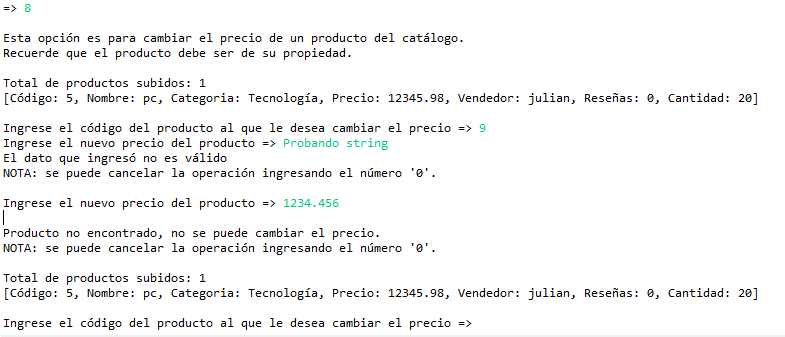 => 8
Esta opción es para cambiar el precio de un producto del catálogo.
Recuerde que el producto debe ser de su propiedad.
Total de productos subidos: 1
[Código: 5, Nombre: pc, Categoria: Tecnología, Precio: 12345.98, Vendedor: julian, Reseñas: 0, Cantidad: 20]
Ingrese el código del producto al que le desea cambiar el precio => 9
Ingrese el nuevo precio del producto => Probando string
El dato que ingresó no es válido
NOTA: se puede cancelar la operación ingresando el número '0'.
Ingrese el nuevo precio del producto => 1234.456
Producto no encontrado, no se puede cambiar el precio.
NOTA: se puede cancelar la operación ingresando el número '0'.
Total de productos subidos: 1
[Código: 5, Nombre: pc, Categoria: Tecnología, Precio: 12345.98, Vendedor: julian, Reseñas: 0, Cantidad: 20]
Ingrese el código del producto al que le desea cambiar el precio =>